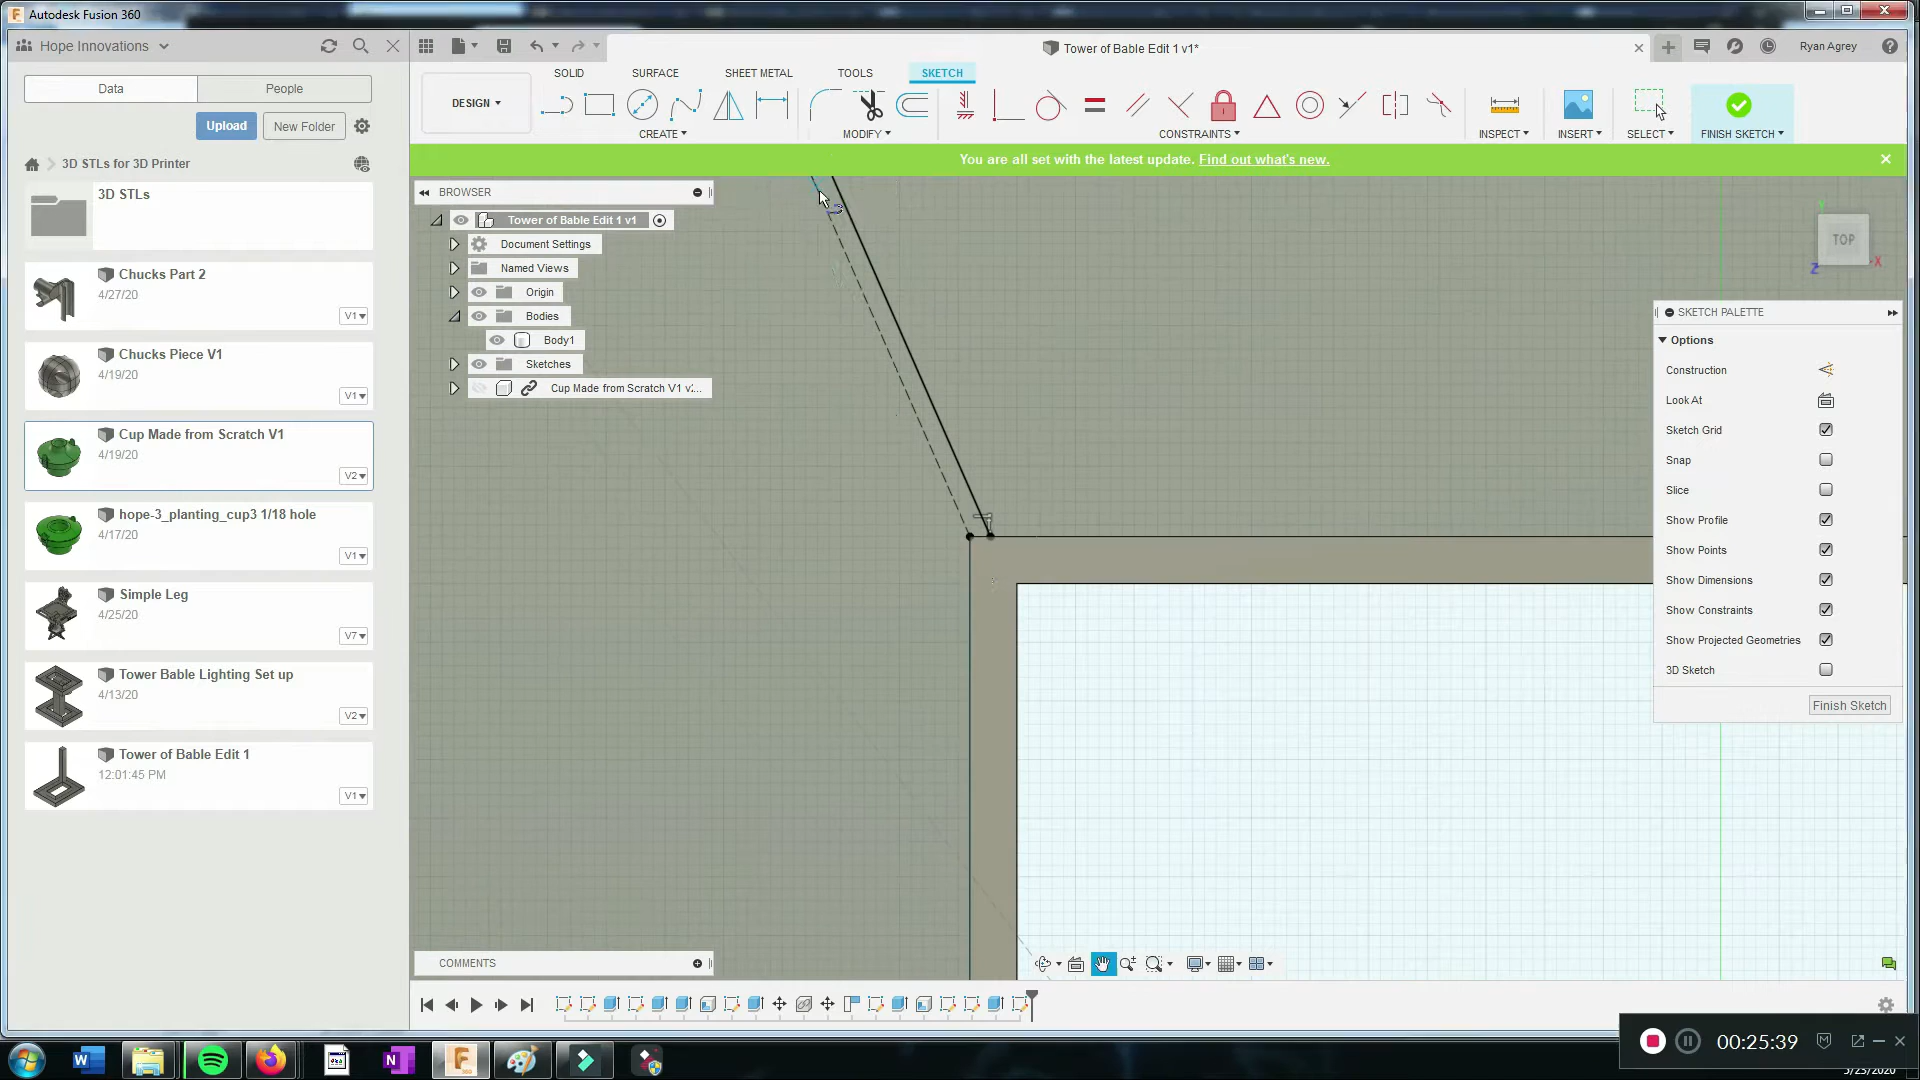 Autodesk Fusion 360
Hope Innovations
Tower of Bable Edit 1 v1*
Ryan Agrey
Data
People
Upload
New Folder
3D STLs for 3D Printer
3D STLs
Chucks Part 2
4/27/20
V1
Chucks Piece V1
4/19/20
V1
Cup Made from Scratch V1
4/19/20
V2
hope-3_planting_cup3 1/18 hole
4/17/20
V1
Simple Leg
4/25/20
V7
Tower Bable Lighting Set up
4/13/20
V2
Tower of Bable Edit 1
12:01:45 PM
V1
DESIGN
SOLID
SURFACE
SHEET METAL
TOOLS
SKETCH
CREATE
MODIFY
CONSTRAINTS
INSPECT
INSERT
SELECT
FINISH SKETCH
You are all set with the latest update. Find out what's new.
BROWSER
Tower of Bable Edit 1 v1
Document Settings
Named Views
Origin
Bodies
Body1
Sketches
Cup Made from Scratch V1 v...
Y
TOP
X
Z
SKETCH PALETTE
Options
Construction
Look At
Sketch Grid
Snap
Slice
Show Profile
Show Points
Show Dimensions
Show Constraints
Show Projected Geometries
3D Sketch
Finish Sketch
COMMENTS
00:25:39
5/23/2020